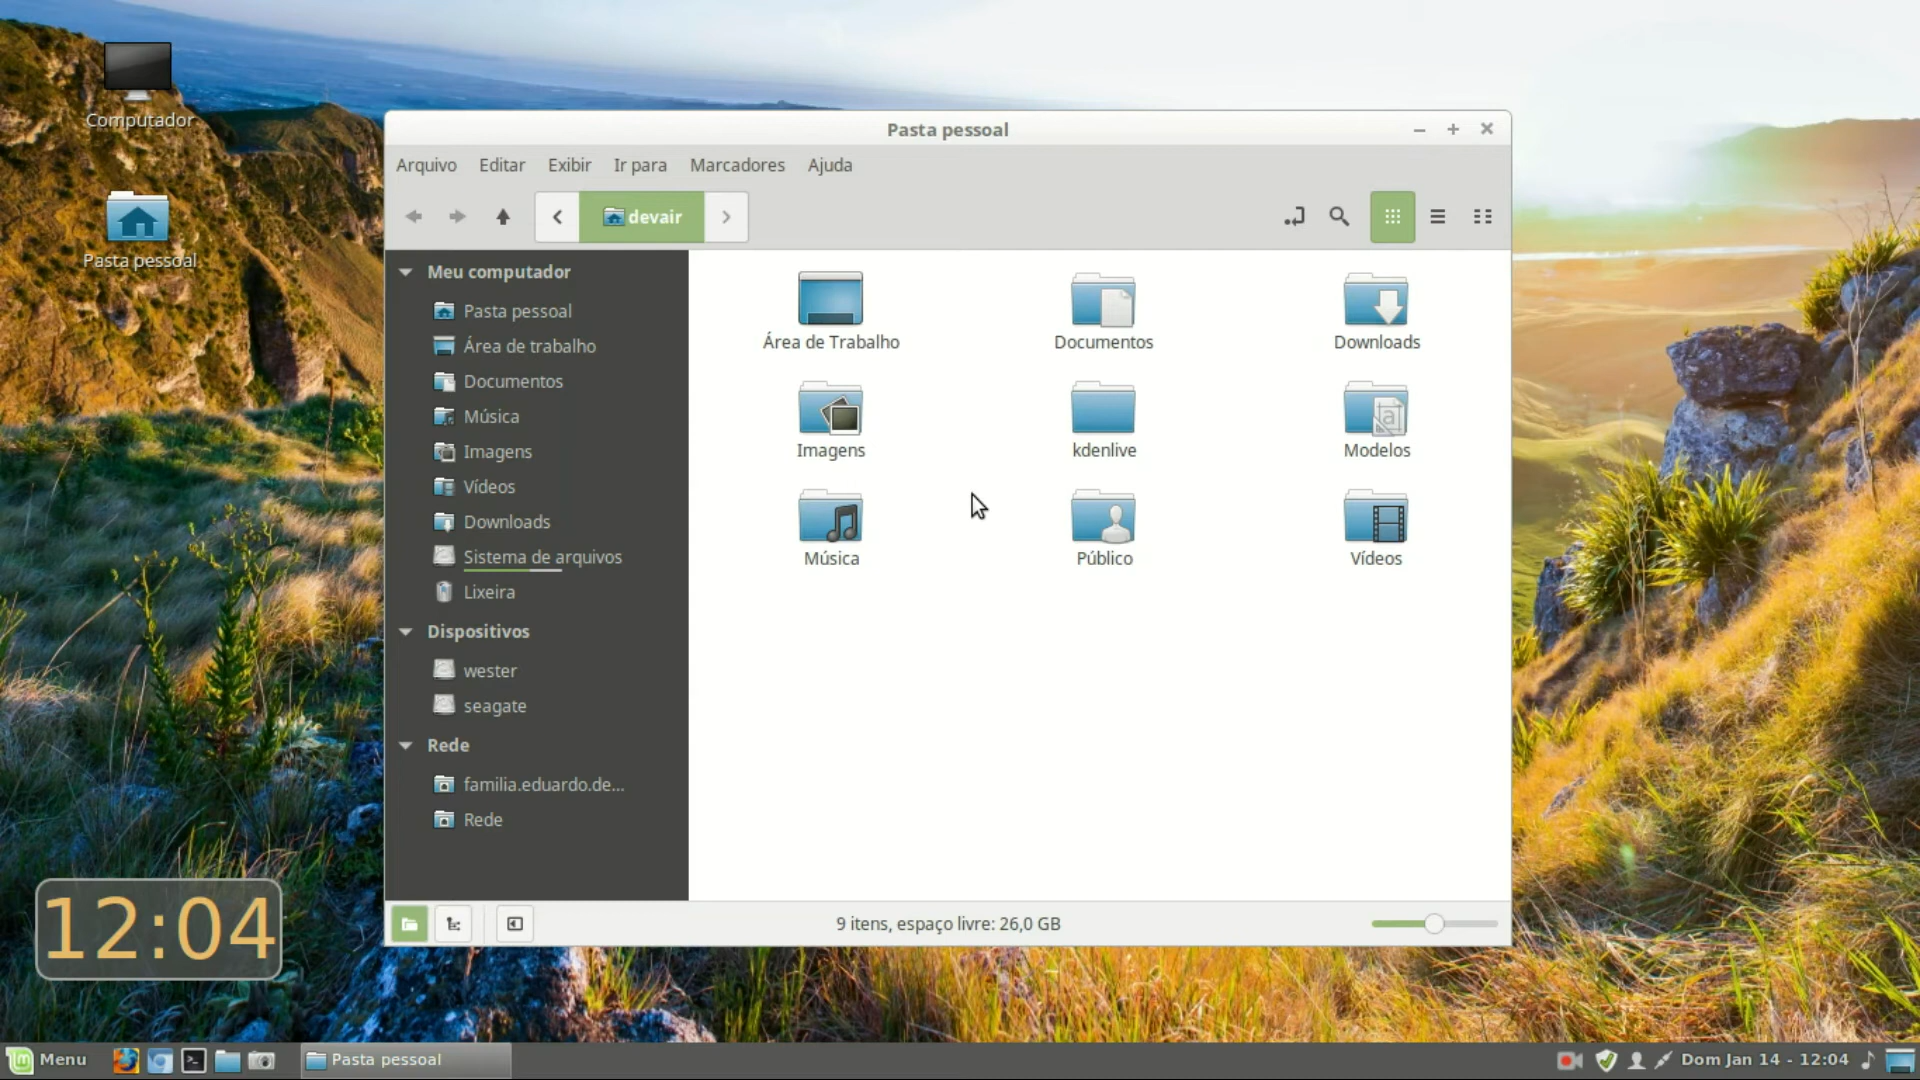 Computador
Pasta pessoal
Pasta pessoal
Arquivo Editar Exibir Ir para Marcadores Ajuda
devair
Meu computador
Pasta pessoal
Área de trabalho
Documentos
Música
Imagens
Vídeos
Downloads
Sistema de arquivos
Lixeira
Dispositivos
wester
seagate
Rede
familia.eduardo.de...
Rede
Área de Trabalho Documentos Downloads
Imagens kdenlive Modelos
Música Público Vídeos
9 itens, espaço livre: 26,0 GB
12:04
Menu Pasta pessoal Dom Jan 14 - 12:04